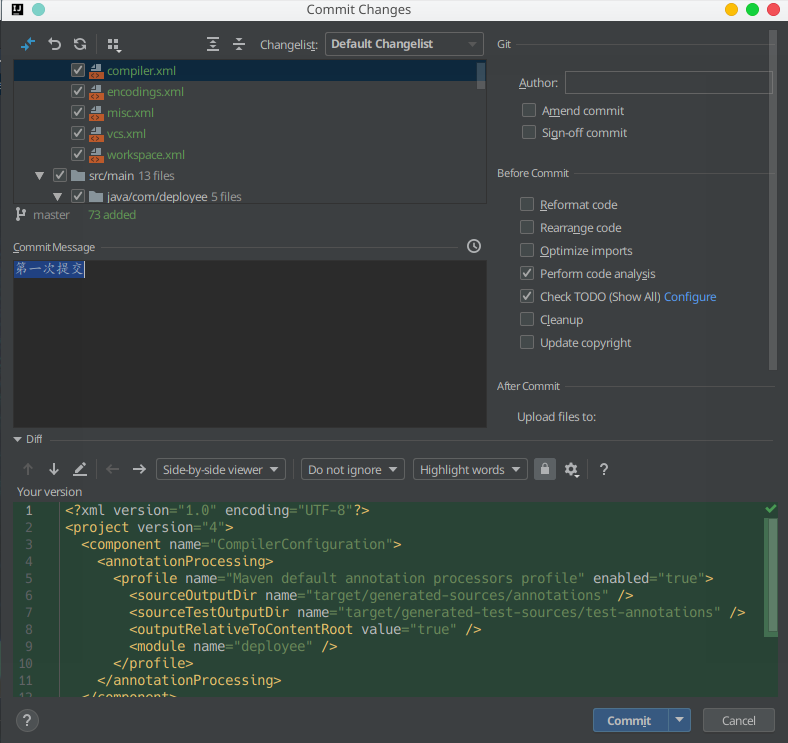 Commit Changes
Changelist: Default Changelist
compiler.xml
encodings.xml
misc.xml
vcs.xml
workspace.xml
src/main 13 files
java/com/deployee 5 files
master 73 added
Commit Message
第一次提交
Git
Author:
Amend commit
Sign-off commit
Before Commit
Reformat code
Rearrange code
Optimize imports
Perform code analysis
Check TODO (Show All) Configure
Cleanup
Update copyright
After Commit
Upload files to:
Diff
Side-by-side viewer Do not ignore Highlight words ?
Your version
1 <?xml version="1.0" encoding="UTF-8"?>
2 <project version="4">
3 <component name="CompilerConfiguration">
4 <annotationProcessing>
5 <profile name="Maven default annotation processors profile" enabled="true">
6 <sourceOutputDir name="target/generated-sources/annotations" />
7 <sourceTestOutputDir name="target/generated-test-sources/test-annotations" />
8 <outputRelativeToContentRoot value="true" />
9 <module name="deployee" />
10 </profile>
11 </annotationProcessing>
12 </component>
? Commit Cancel